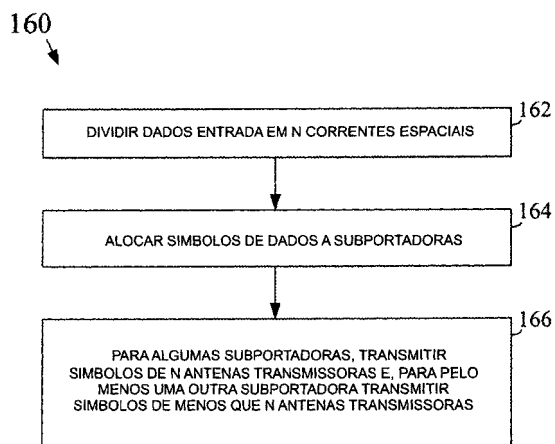 160
162
DIVIDIR DADOS ENTRADA EM N CORRENTES ESPACIAIS
164
ALOCAR SIMBOLOS DE DADOS A SUBPORTADORAS
166
PARA ALGUMAS SUBPORTADORAS, TRANSMITIR
SIMBOLOS DE N ANTENAS TRANSMISSORAS E, PARA PELO
MENOS UMA OUTRA SUBPORTADORA TRANSMITIR
SIMBOLOS DE MENOS QUE N ANTENAS TRANSMISSORAS